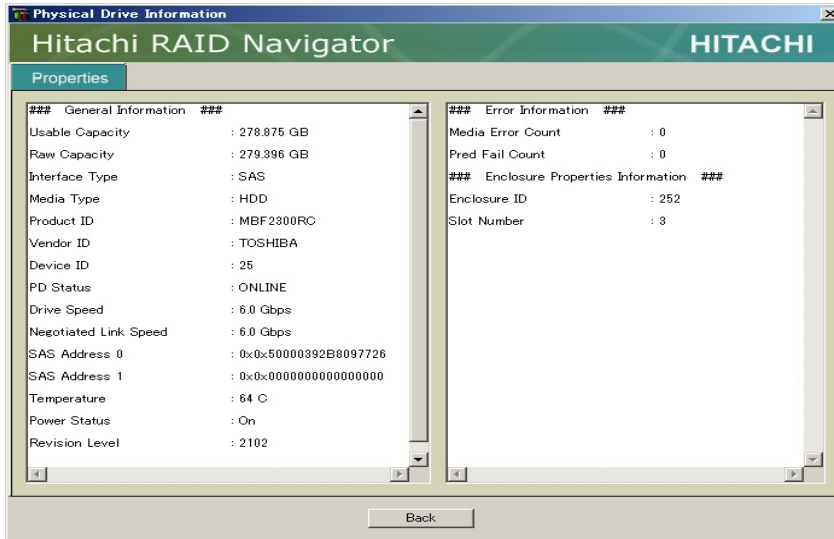 Physical Drive Information
Hitachi RAID Navigator
HITACHI
Properties
### General Information ###
Usable Capacity : 278.875 GB
Raw Capacity : 279.396 GB
Interface Type : SAS
Media Type : HDD
Product ID : MBF2300RC
Vendor ID : TOSHIBA
Device ID : 25
PD Status : ONLINE
Drive Speed : 6.0 Gbps
Negotiated Link Speed : 6.0 Gbps
SAS Address 0 : 0x0x50000392B8097726
SAS Address 1 : 0x0x0000000000000000
Temperature : 64 C
Power Status : On
Revision Level : 2102
### Error Information ###
Media Error Count : 0
Pred Fail Count : 0
### Enclosure Properties Information ###
Enclosure ID : 252
Slot Number : 3
Back